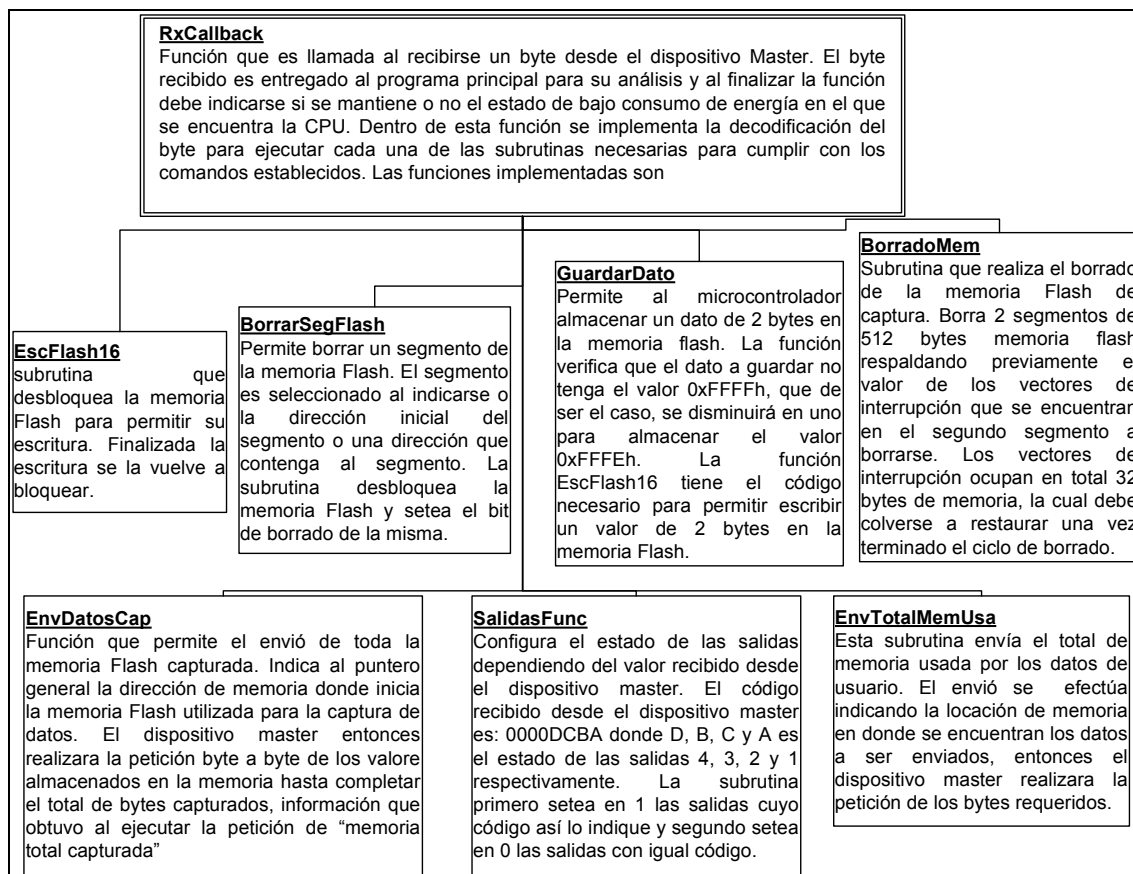 RxCallback
Función que es llamada al recibirse un byte desde el dispositivo Master. El byte
recibido es entregado al programa principal para su análisis y al finalizar la función
debe indicarse si se mantiene o no el estado de bajo consumo de energía en el que
se encuentra la CPU. Dentro de esta función se implementa la decodificación del
byte para ejecutar cada una de las subrutinas necesarias para cumplir con los
comandos establecidos. Las funciones implementadas son
EscFlash16
subrutina que
desbloquea la memoria
Flash para permitir su
escritura. Finalizada la
escritura se la vuelve a
bloquear.
BorrarSegFlash
Permite borrar un segmento de
la memoria Flash. El segmento
es seleccionado al indicarse o
la dirección inicial del
segmento o una dirección que
contenga al segmento. La
subrutina desbloquea la
memoria Flash y setea el bit
de borrado de la misma.
GuardarDato
Permite al microcontrolador
almacenar un dato de 2 bytes en
la memoria flash. La función
verifica que el dato a guardar no
tenga el valor 0xFFFFh, que de
ser el caso, se disminuirá en uno
para almacenar el valor
0xFFFEh. La función
EscFlash16 tiene el código
necesario para permitir escribir
un valor de 2 bytes en la
memoria Flash.
BorradoMem
Subrutina que realiza el borrado
de la memoria Flash de
captura. Borra 2 segmentos de
512 bytes memoria flash
respaldando previamente el
valor de los vectores de
interrupción que se encuentran
en el segundo segmento a
borrarse. Los vectores de
interrupción ocupan en total 32
bytes de memoria, la cual debe
colverse a restaurar una vez
terminado el ciclo de borrado.
EnvDatosCap
Función que permite el envió de toda la
memoria Flash capturada. Indica al puntero
general la dirección de memoria donde inicia
la memoria Flash utilizada para la captura de
datos. El dispositivo master entonces
realizara la petición byte a byte de los valore
almacenados en la memoria hasta completar
el total de bytes capturados, información que
obtuvo al ejecutar la petición de “memoria
total capturada”
SalidasFunc
Configura el estado de las salidas
dependiendo del valor recibido desde
el dispositivo master. El código
recibido desde el dispositivo master
es: 0000DCBA donde D, B, C y A es
el estado de las salidas 4, 3, 2 y 1
respectivamente. La subrutina
primero setea en 1 las salidas cuyo
código así lo indique y segundo setea
en 0 las salidas con igual código.
EnvTotalMemUsa
Esta subrutina envía el total de
memoria usada por los datos de
usuario. El envió se efectúa
indicando la locación de memoria
en donde se encuentran los datos
a ser enviados, entonces el
dispositivo master realizara la
petición de los bytes requeridos.